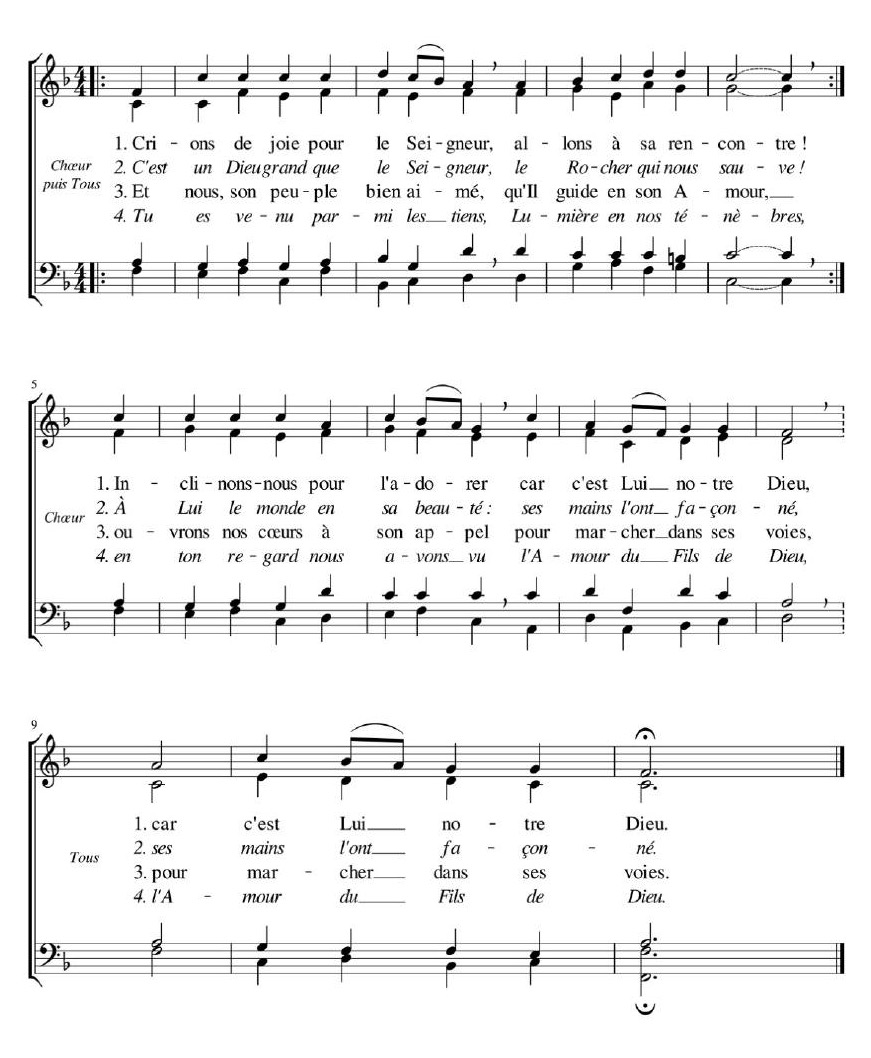 1. Cri - ons de joie pour le Sei - gneur, al - lons à sa ren - con - tre !
Chœur puis Tous
2. C'est un Dieu grand que le Sei - gneur, le Ro - cher qui nous sau - ve !
3. Et nous, son peu - ple bien ai - mé, qu'Il guide en son A - mour,
4. Tu es ve - nu par - mi les tiens, Lu - mière en nos té - nè - bres,
5
1. In - cli - nons-nous pour l'a - do - rer car c'est Lui no - tre Dieu,
Chœur
2. À Lui le monde en sa beau - té : ses mains l'ont fa - çon - né,
3. ou - vrons nos cœurs à son ap - pel pour mar - cher dans ses voies,
4. en ton re - gard nous a - vons vu l'A - mour du Fils de Dieu,
9
1. car c'est Lui no - tre Dieu.
2. ses mains l'ont fa - çon - né.
Tous
3. pour mar - cher dans ses voies.
4. l'A - mour du Fils de Dieu.